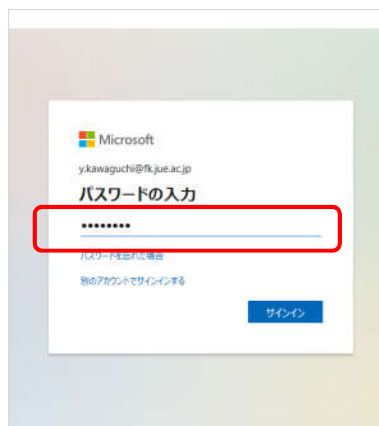 Microsoft
y.kawaguchi@fk.jue.ac.jp
パスワードの入力
••••••••
パスワードを忘れた場合
別のアカウントでサインインする
サインイン